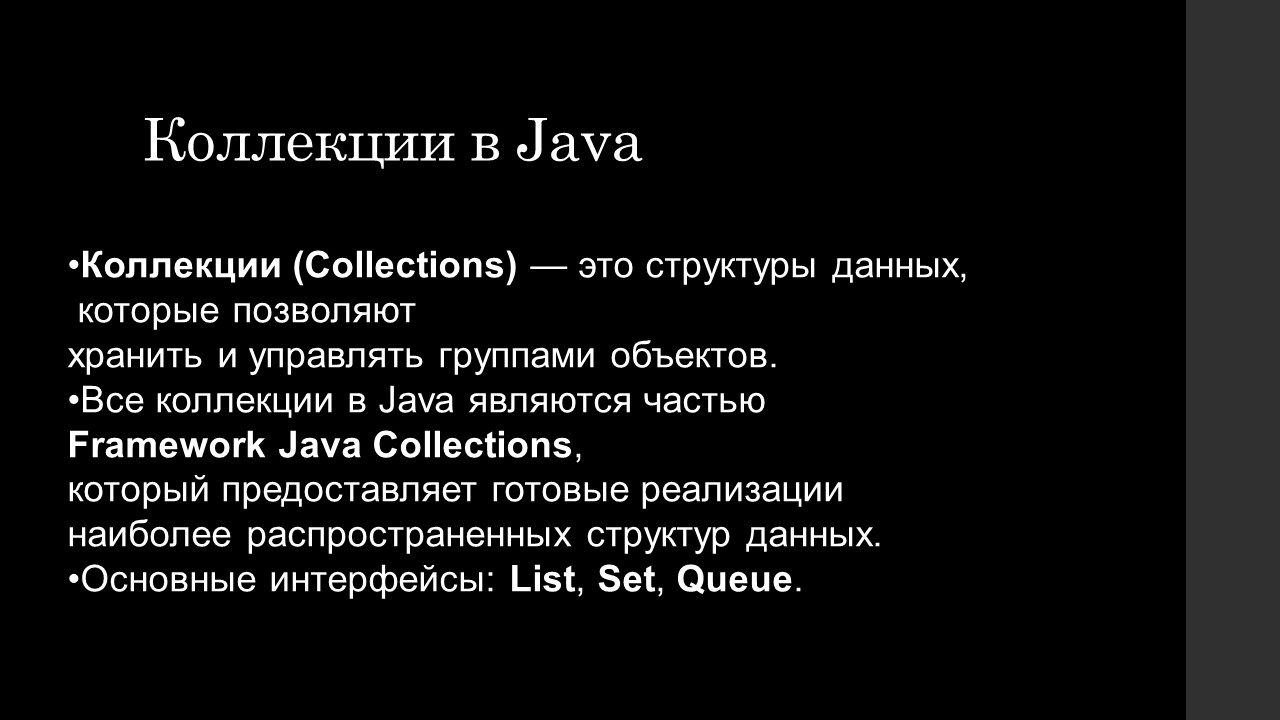 Коллекции в Java
•Коллекции (Collections) — это структуры данных,
которые позволяют
хранить и управлять группами объектов.
•Все коллекции в Java являются частью
Framework Java Collections,
который предоставляет готовые реализации
наиболее распространенных структур данных.
•Основные интерфейсы: List, Set, Queue.